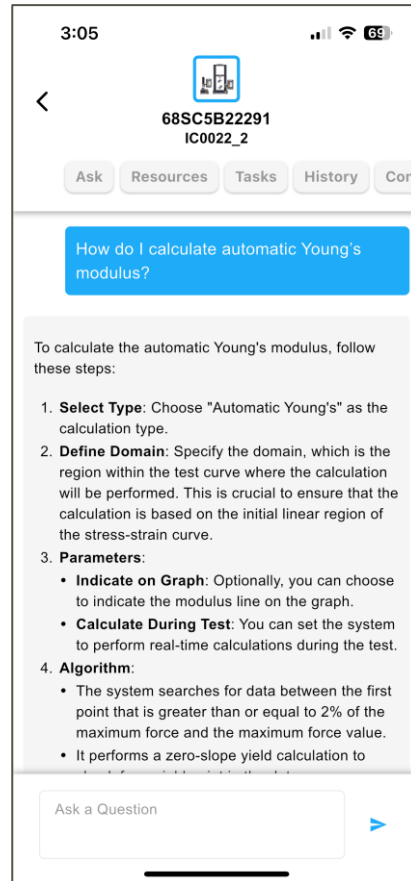 3:05
69
68SC5B22291
IC0022_2
Ask Resources Tasks History Con
How do I calculate automatic Young's
modulus?
To calculate the automatic Young's modulus, follow
these steps:
1. Select Type: Choose "Automatic Young's" as the
calculation type.
2. Define Domain: Specify the domain, which is the
region within the test curve where the calculation
will be performed. This is crucial to ensure that the
calculation is based on the initial linear region of
the stress-strain curve.
3. Parameters:
• Indicate on Graph: Optionally, you can choose
to indicate the modulus line on the graph.
• Calculate During Test: You can set the system
to perform real-time calculations during the test.
4. Algorithm:
• The system searches for data between the first
point that is greater than or equal to 2% of the
maximum force and the maximum force value.
• It performs a zero-slope yield calculation to
Ask a Question